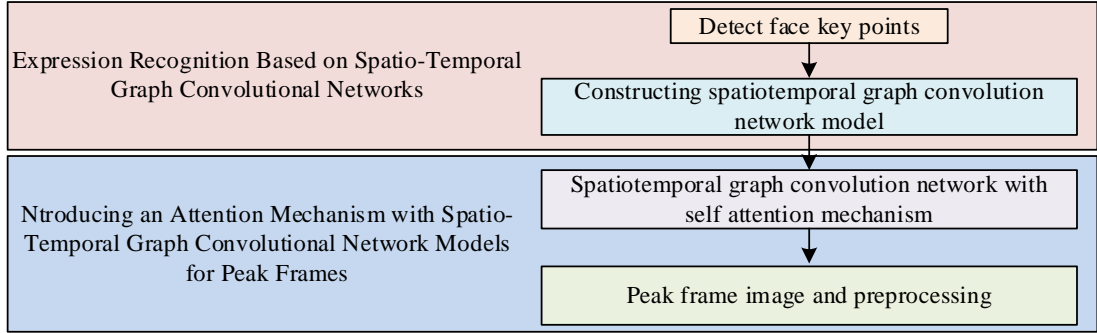 Expression Recognition Based on Spatio-Temporal
Graph Convolutional Networks
Detect face key points
Constructing spatiotemporal graph convolution
network model
Ntroducing an Attention Mechanism with Spatio-
Temporal Graph Convolutional Network Models
for Peak Frames
Spatiotemporal graph convolution network with
self attention mechanism
Peak frame image and preprocessing